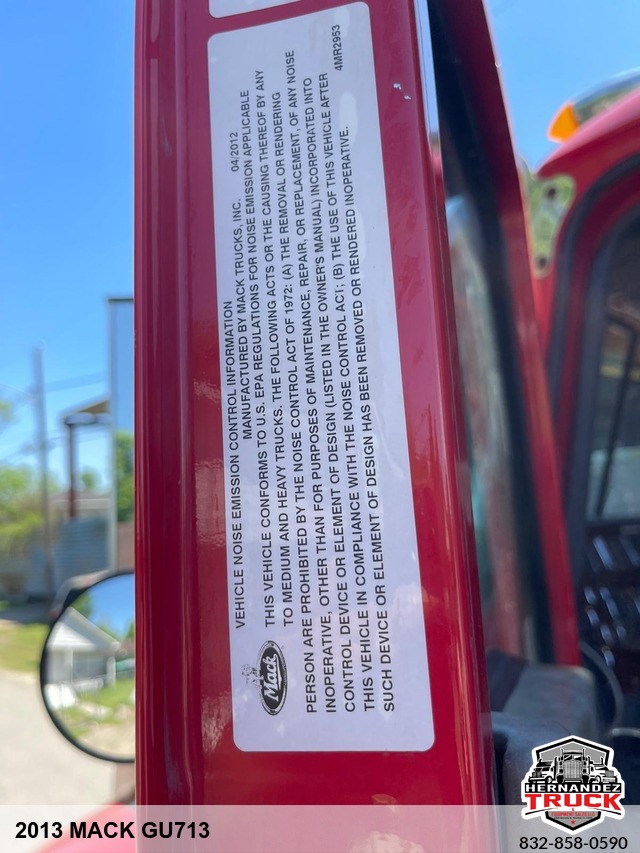 VEHICLE NOISE EMISSION CONTROL INFORMATION
MANUFACTURED BY MACK TRUCKS, INC. 04/2012
THIS VEHICLE CONFORMS TO U.S. EPA REGULATIONS FOR NOISE EMISSION APPLICABLE
TO MEDIUM AND HEAVY TRUCKS. THE FOLLOWING ACTS OR THE CAUSING THEREOF BY ANY
PERSON ARE PROHIBITED BY THE NOISE CONTROL ACT OF 1972: (A) THE REMOVAL OR RENDERING
INOPERATIVE, OTHER THAN FOR PURPOSES OF MAINTENANCE, REPAIR, OR REPLACEMENT, OF ANY NOISE
CONTROL DEVICE OR ELEMENT OF DESIGN (LISTED IN THE OWNER'S MANUAL) INCORPORATED INTO
THIS VEHICLE IN COMPLIANCE WITH THE NOISE CONTROL ACT; (B) THE USE OF THIS VEHICLE AFTER
SUCH DEVICE OR ELEMENT OF DESIGN HAS BEEN REMOVED OR RENDERED INOPERATIVE.
4MR2953
Mack
2013 MACK GU713
HERNANDEZ
TRUCK
EQUIPMENT SALES LLC
832-858-0590